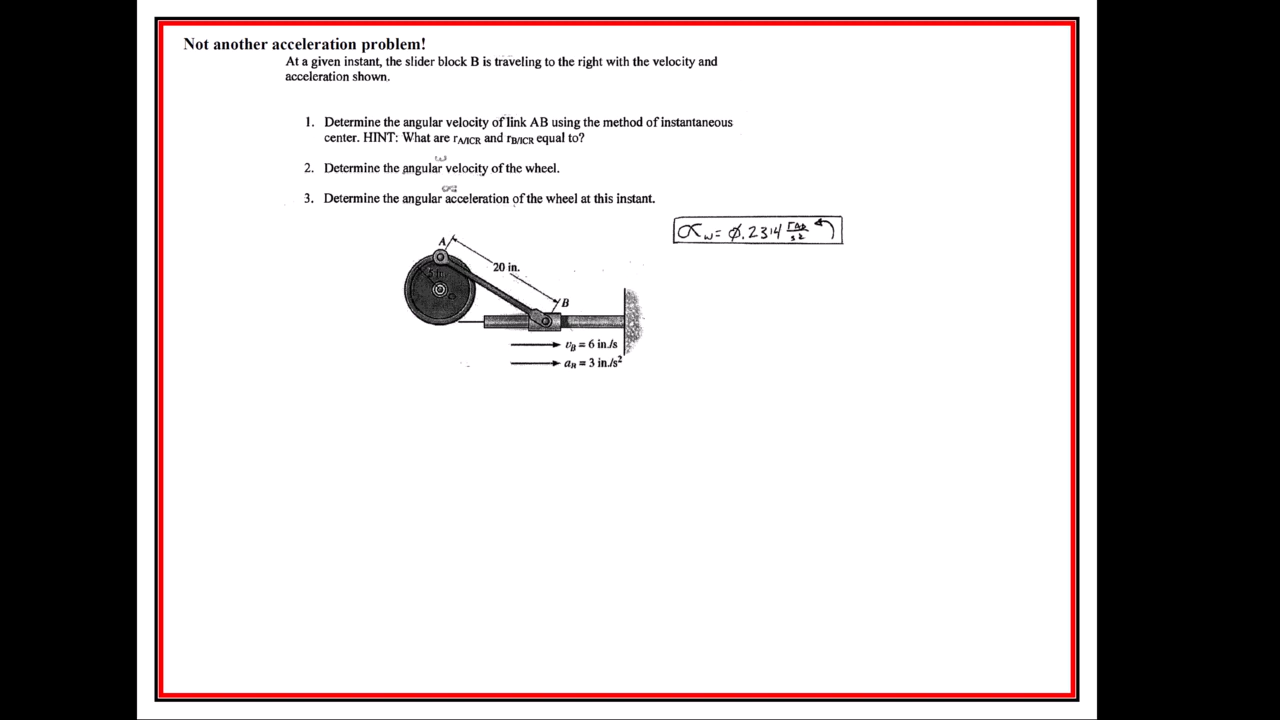 Not another acceleration problem!
At a given instant, the slider block B is traveling to the right with the velocity and
acceleration shown.
1. Determine the angular velocity of link AB using the method of instantaneous
center. HINT: What are rA/ICR and rB/ICR equal to?
ω
2. Determine the angular velocity of the wheel.
3. Determine the angular acceleration of the wheel at this instant.
αw = 0.2314 rad/s2
A
20 in.
5 in.
B
vB = 6 in./s
aB = 3 in./s²